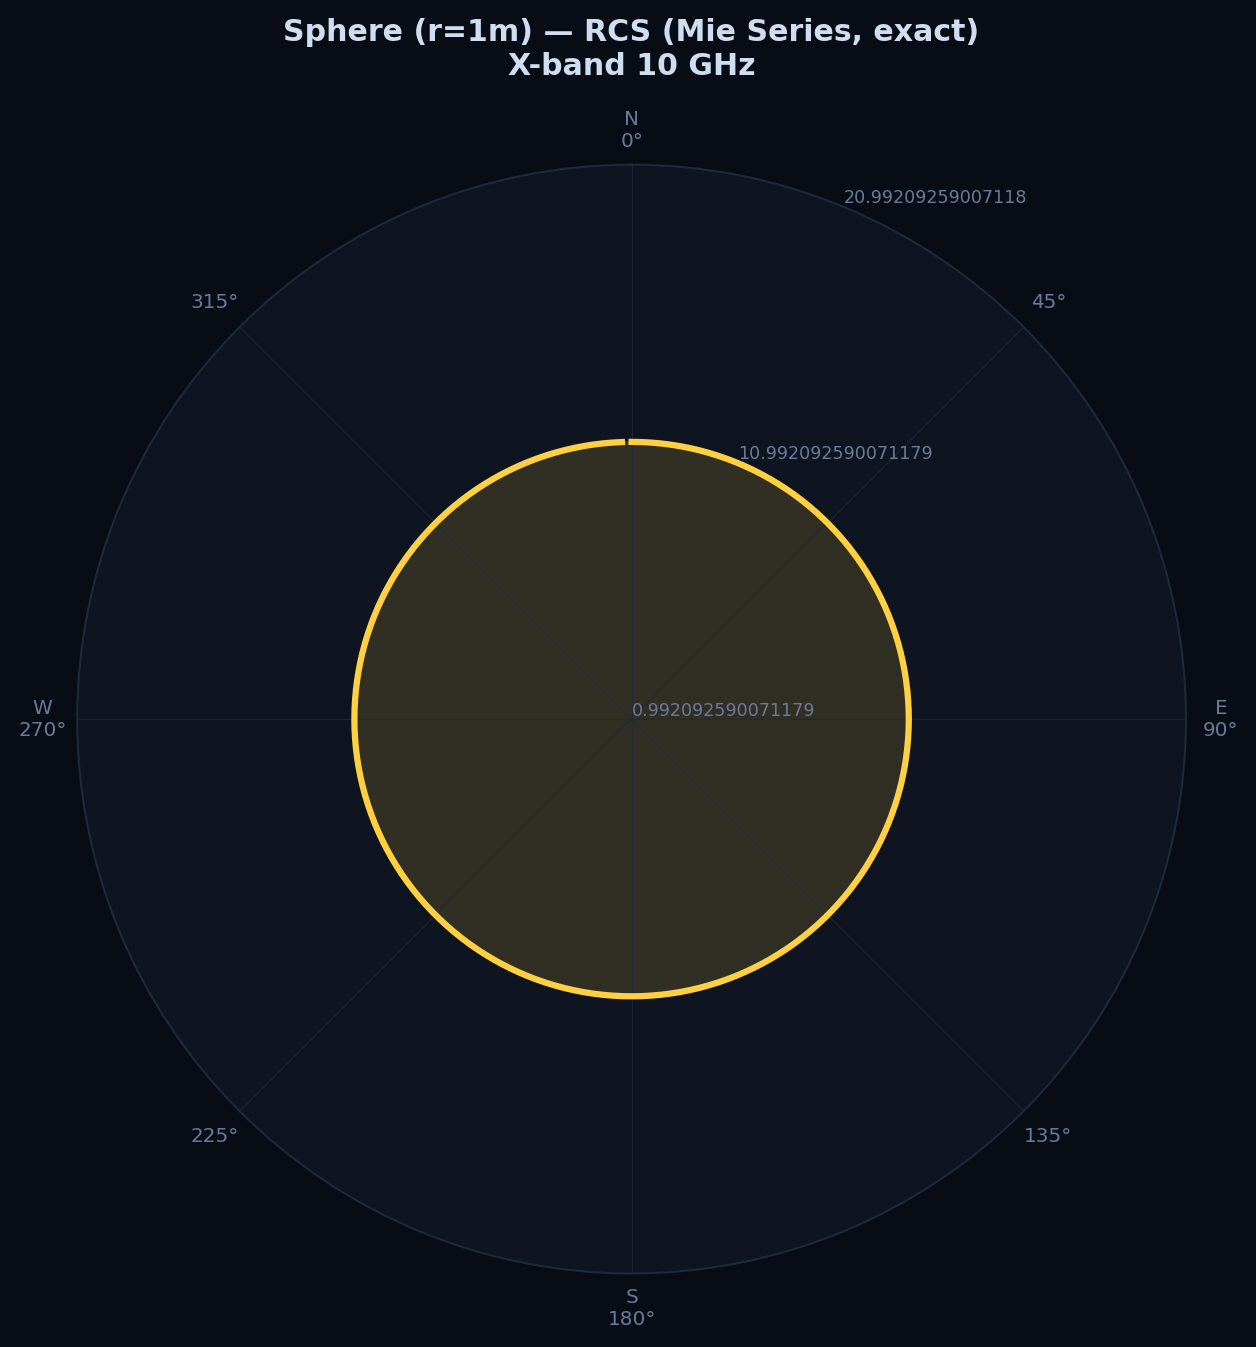 Sphere (r=1m) — RCS (Mie Series, exact)
X-band 10 GHz
N
0°
20.99209259007118
315°
45°
10.992092590071179
W
270°
0.992092590071179
E
90°
225°
135°
S
180°